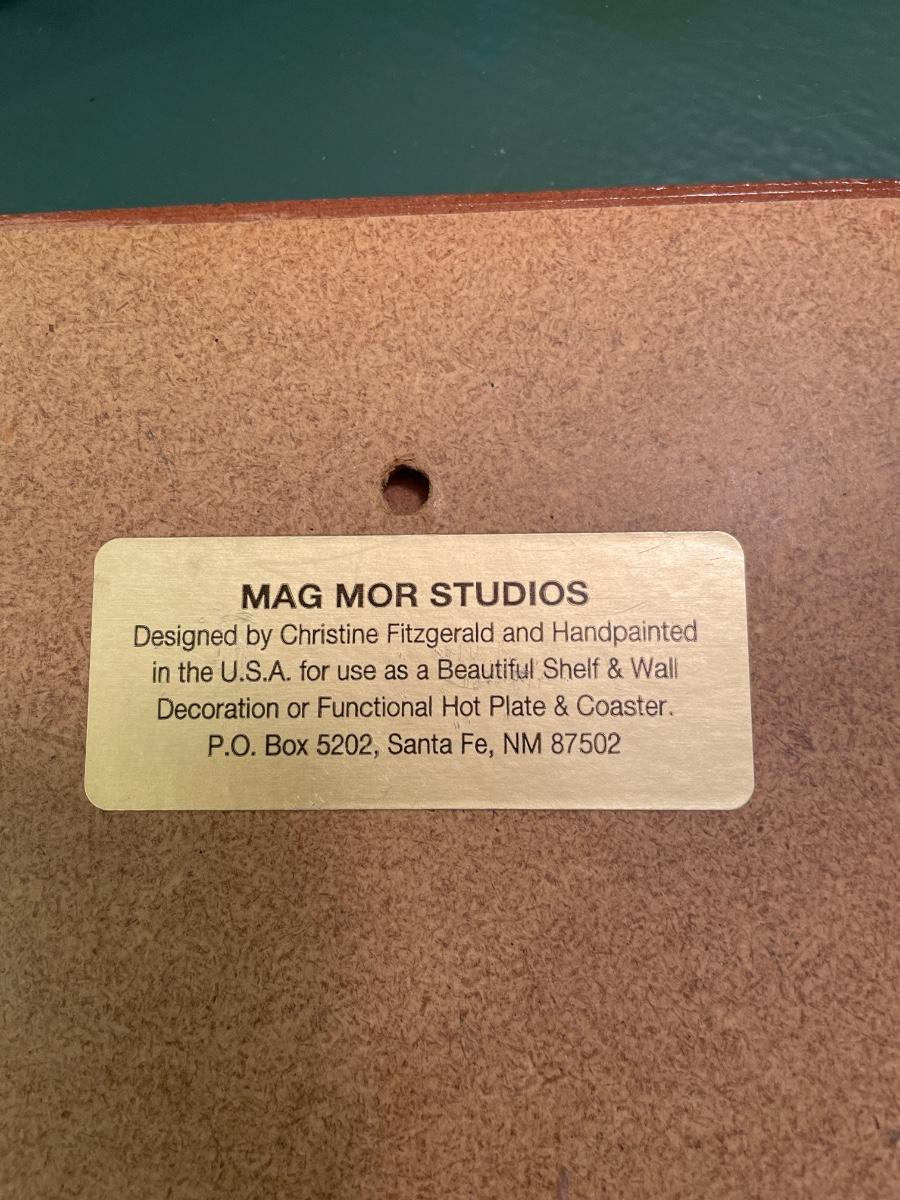 MAG MOR STUDIOS
Designed by Christine Fitzgerald and Handpainted
in the U.S.A. for use as a Beautiful Shelf & Wall
Decoration or Functional Hot Plate & Coaster.
P.O. Box 5202, Santa Fe, NM 87502